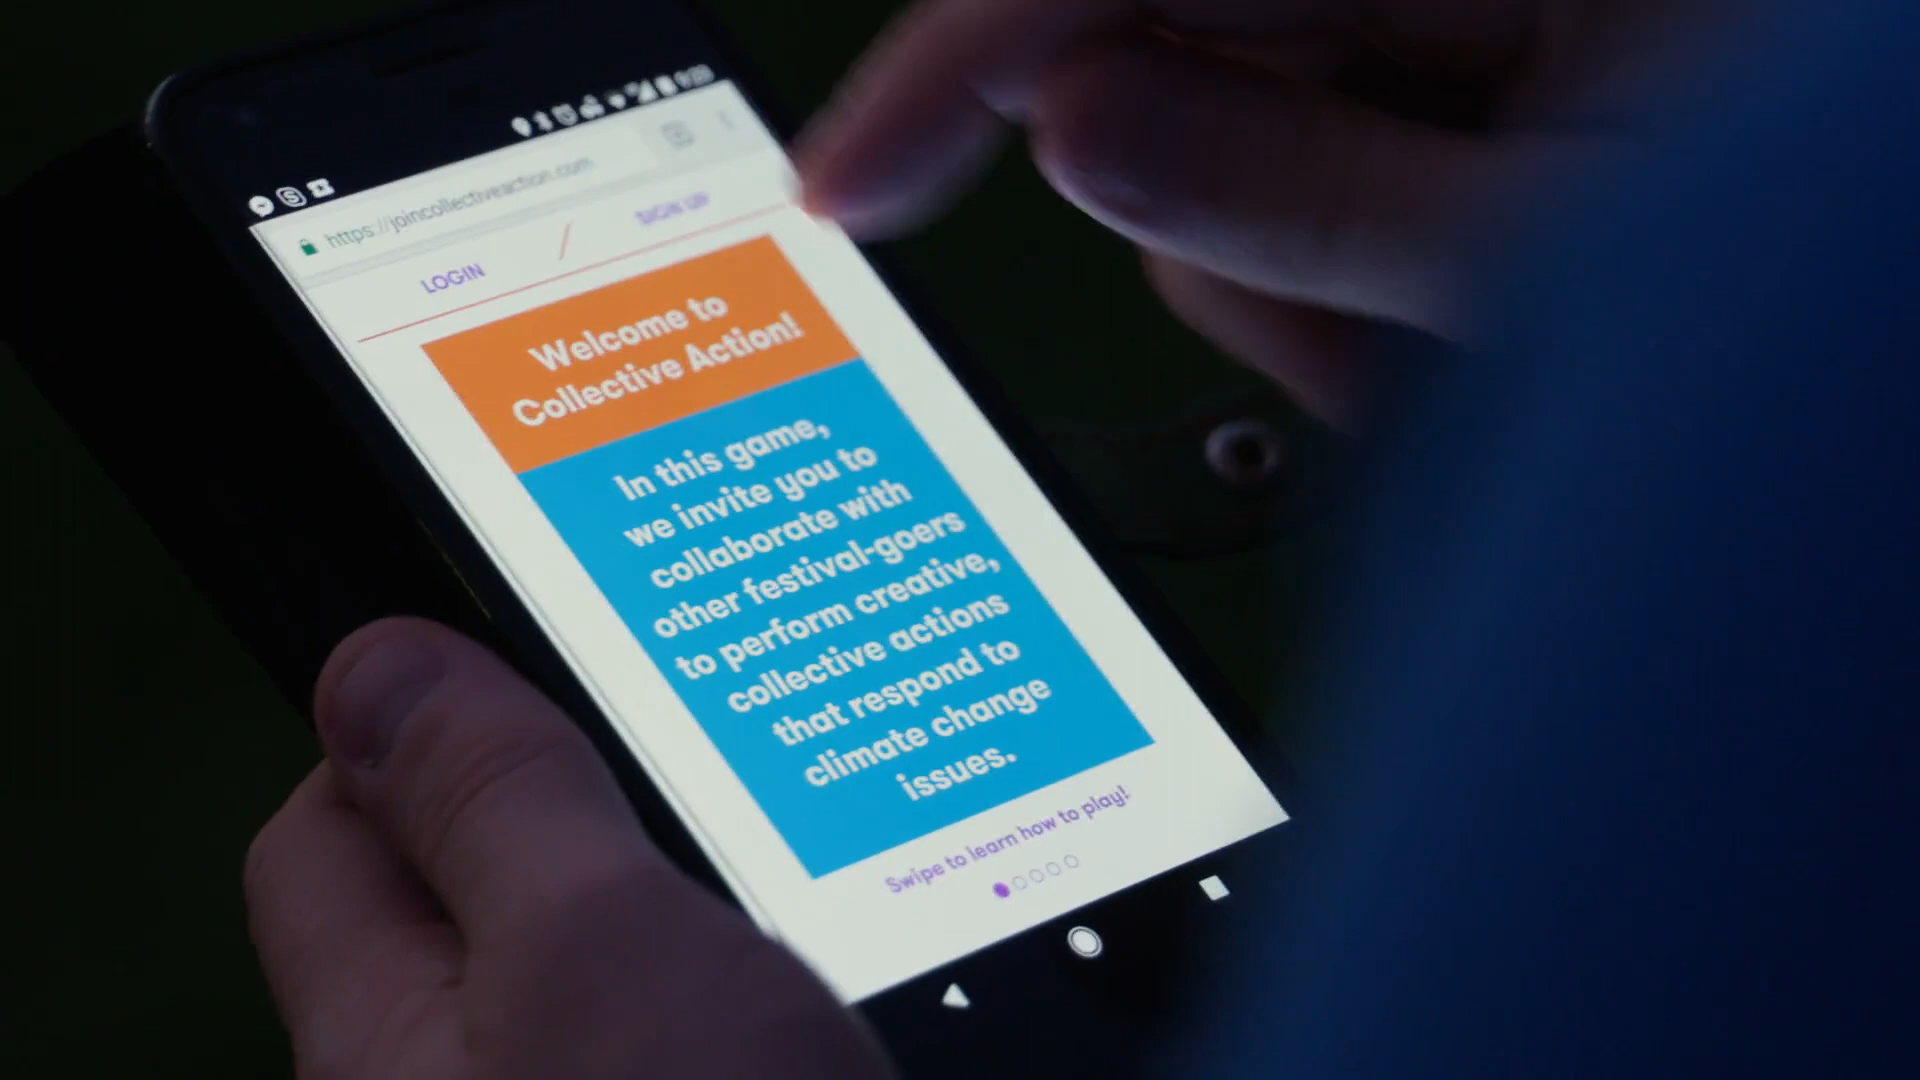 https://joincollectiveaction.com
LOGIN / SIGN UP
Welcome to
Collective Action!
In this game,
we invite you to
collaborate with
other festival-goers
to perform creative,
collective actions
that respond to
climate change
issues.
Swipe to learn how to play!